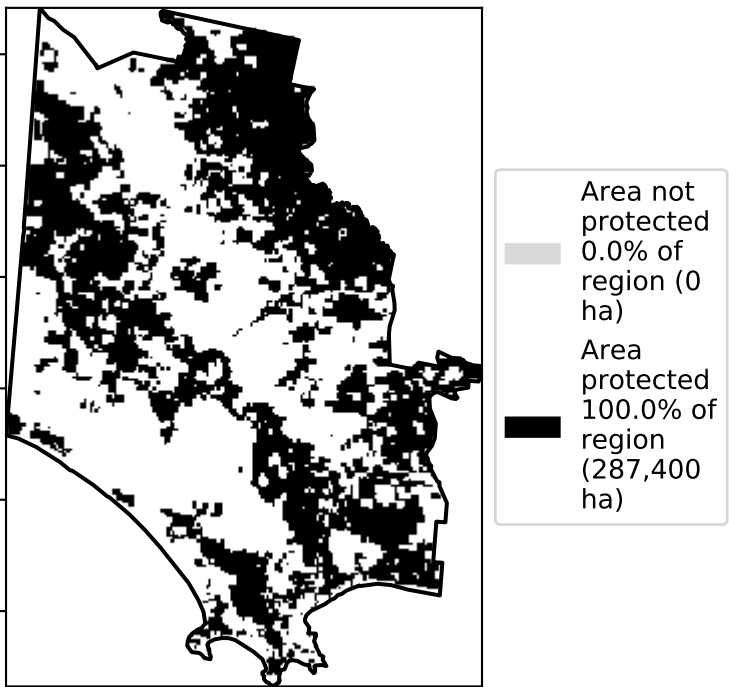 Area not
protected
0.0% of
region (0
ha)
Area
protected
100.0% of
region
(287,400
ha)